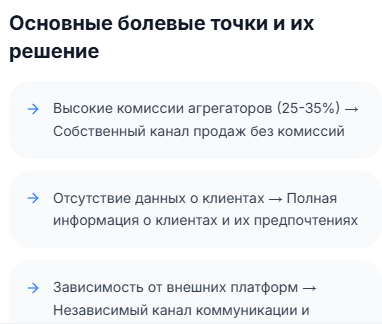 Основные болевые точки и их
решение
→ Высокие комиссии агрегаторов (25-35%) →
Собственный канал продаж без комиссий
→ Отсутствие данных о клиентах → Полная
информация о клиентах и их предпочтениях
→ Зависимость от внешних платформ →
Независимый канал коммуникации и